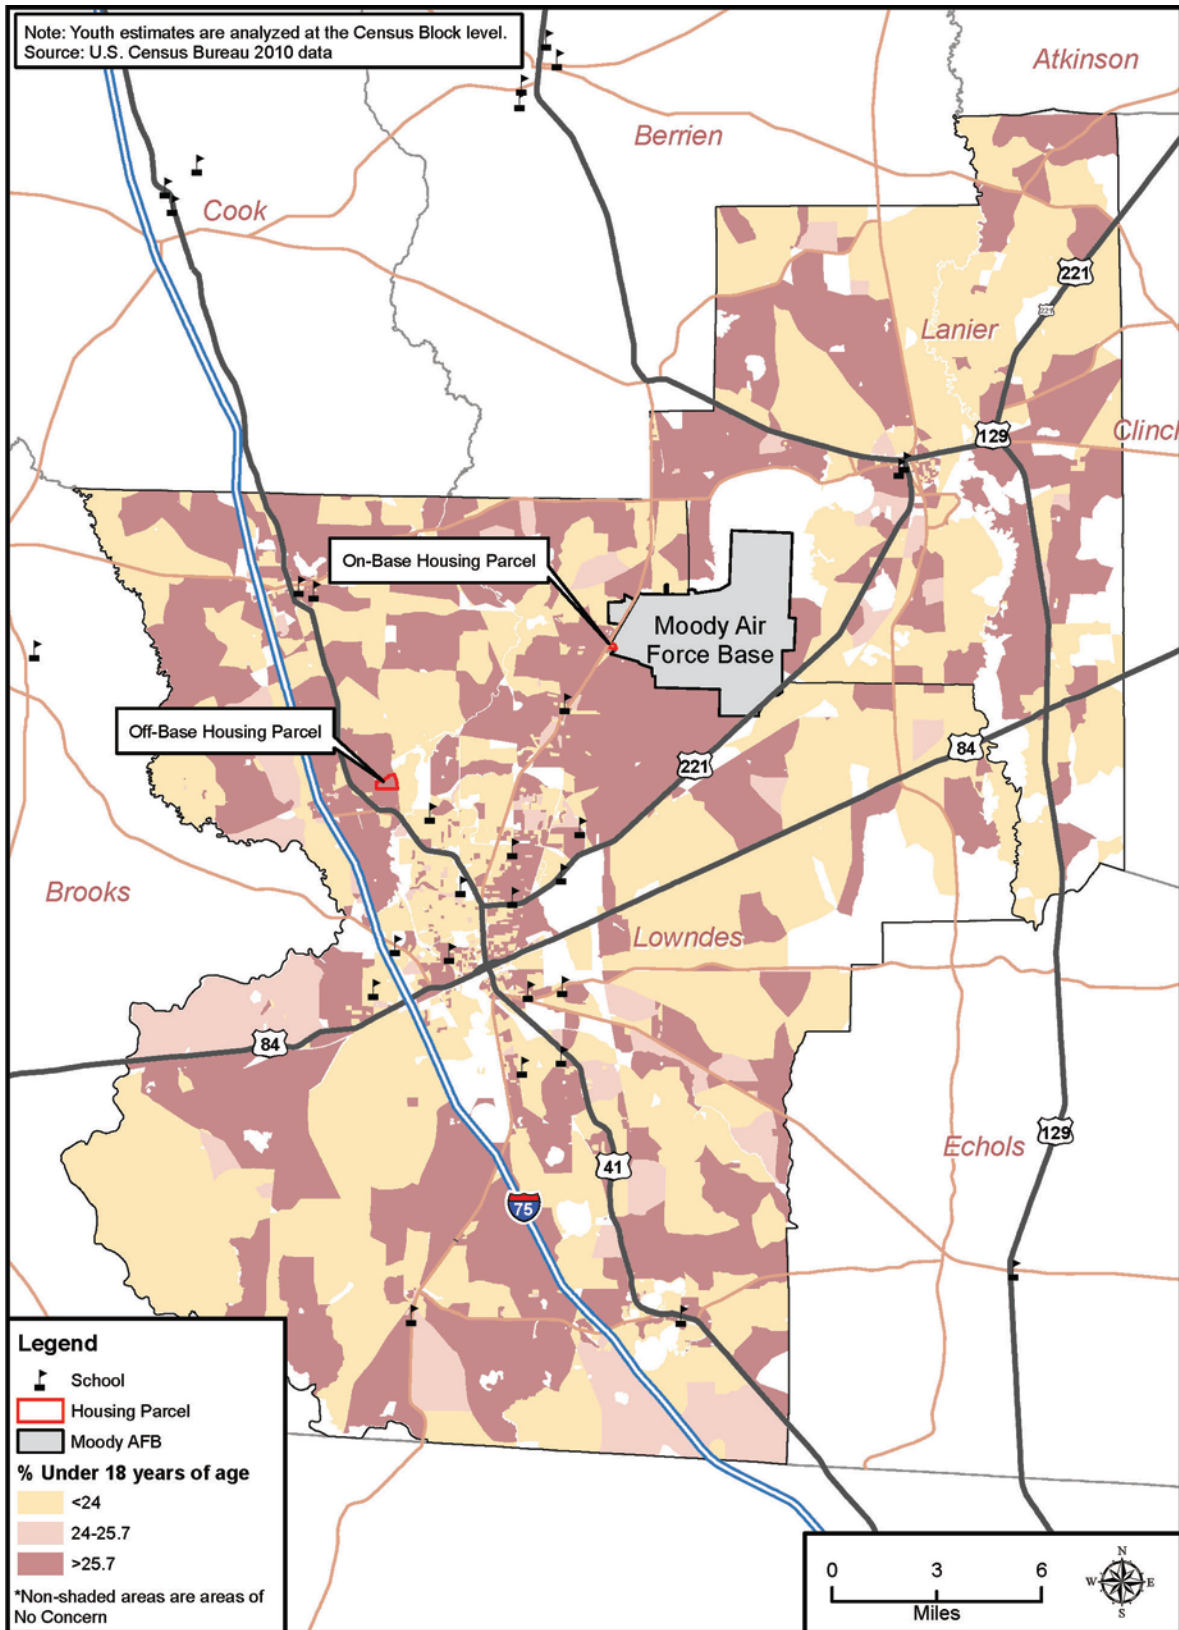 Note: Youth estimates are analyzed at the Census Block level.
Source: U.S. Census Bureau 2010 data
Atkinson
Berrien
Cook
221
221
Lanier
129
Clinch
On-Base Housing Parcel
Moody Air
Force Base
Off-Base Housing Parcel
84
221
Brooks
Lowndes
84
129
Echols
41
75
Legend
School
Housing Parcel
Moody AFB
% Under 18 years of age
<24
24-25.7
>25.7
*Non-shaded areas are areas of
No Concern
0 3 6
Miles
N
W E
S